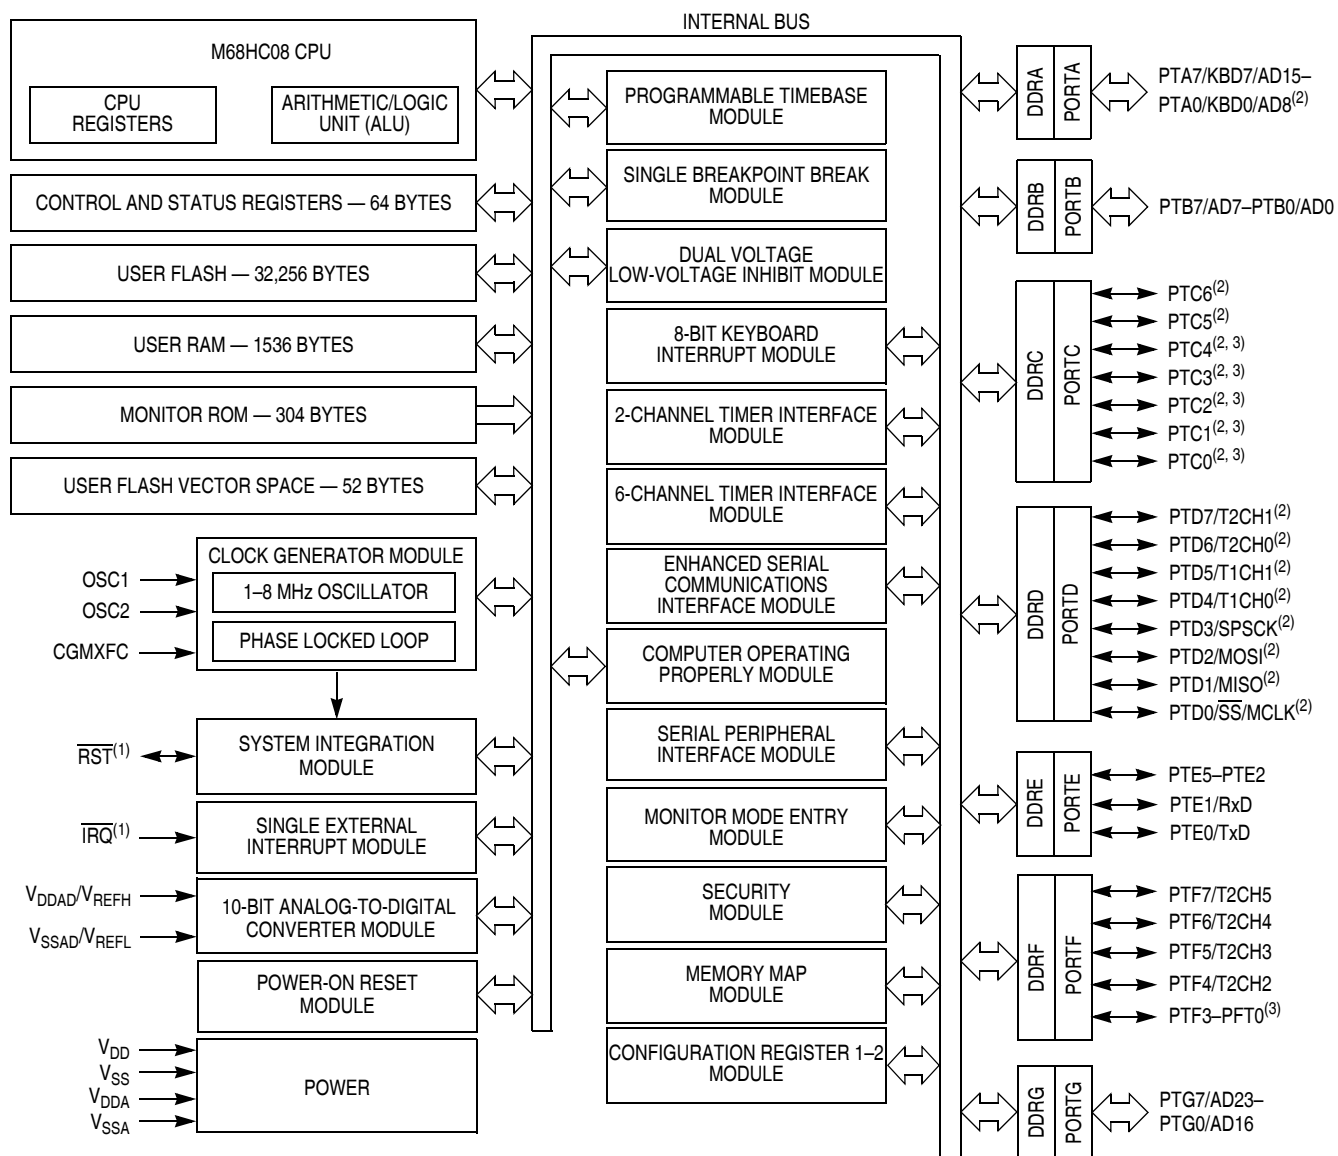 INTERNAL BUS
M68HC08 CPU
CPU
REGISTERS
ARITHMETIC/LOGIC
UNIT (ALU)
CONTROL AND STATUS REGISTERS — 64 BYTES
USER FLASH — 32,256 BYTES
USER RAM — 1536 BYTES
MONITOR ROM — 304 BYTES
USER FLASH VECTOR SPACE — 52 BYTES
CLOCK GENERATOR MODULE
1–8 MHz OSCILLATOR
PHASE LOCKED LOOP
OSC1
OSC2
CGMXFC
SYSTEM INTEGRATION
MODULE
RST(1)
SINGLE EXTERNAL
INTERRUPT MODULE
IRQ(1)
10-BIT ANALOG-TO-DIGITAL
CONVERTER MODULE
VDDAD/VREFH
VSSAD/VREFL
POWER-ON RESET
MODULE
POWER
VDD
VSS
VDDA
VSSA
PROGRAMMABLE TIMEBASE
MODULE
SINGLE BREAKPOINT BREAK
MODULE
DUAL VOLTAGE
LOW-VOLTAGE INHIBIT MODULE
8-BIT KEYBOARD
INTERRUPT MODULE
2-CHANNEL TIMER INTERFACE
MODULE
6-CHANNEL TIMER INTERFACE
MODULE
ENHANCED SERIAL
COMMUNICATIONS
INTERFACE MODULE
COMPUTER OPERATING
PROPERLY MODULE
SERIAL PERIPHERAL
INTERFACE MODULE
MONITOR MODE ENTRY
MODULE
SECURITY
MODULE
MEMORY MAP
MODULE
CONFIGURATION REGISTER 1–2
MODULE
DDRA
PORTA
PTA7/KBD7/AD15–
PTA0/KBD0/AD8(2)
DDRB
PORTB
PTB7/AD7–PTB0/AD0
DDRC
PORTC
PTC6(2)
PTC5(2)
PTC4(2, 3)
PTC3(2, 3)
PTC2(2, 3)
PTC1(2, 3)
PTC0(2, 3)
DDRD
PORTD
PTD7/T2CH1(2)
PTD6/T2CH0(2)
PTD5/T1CH1(2)
PTD4/T1CH0(2)
PTD3/SPSCK(2)
PTD2/MOSI(2)
PTD1/MISO(2)
PTD0/SS/MCLK(2)
DDRE
PORTE
PTE5–PTE2
PTE1/RxD
PTE0/TxD
DDRF
PORTF
PTF7/T2CH5
PTF6/T2CH4
PTF5/T2CH3
PTF4/T2CH2
PTF3–PFT0(3)
DDRG
PORTG
PTG7/AD23–
PTG0/AD16